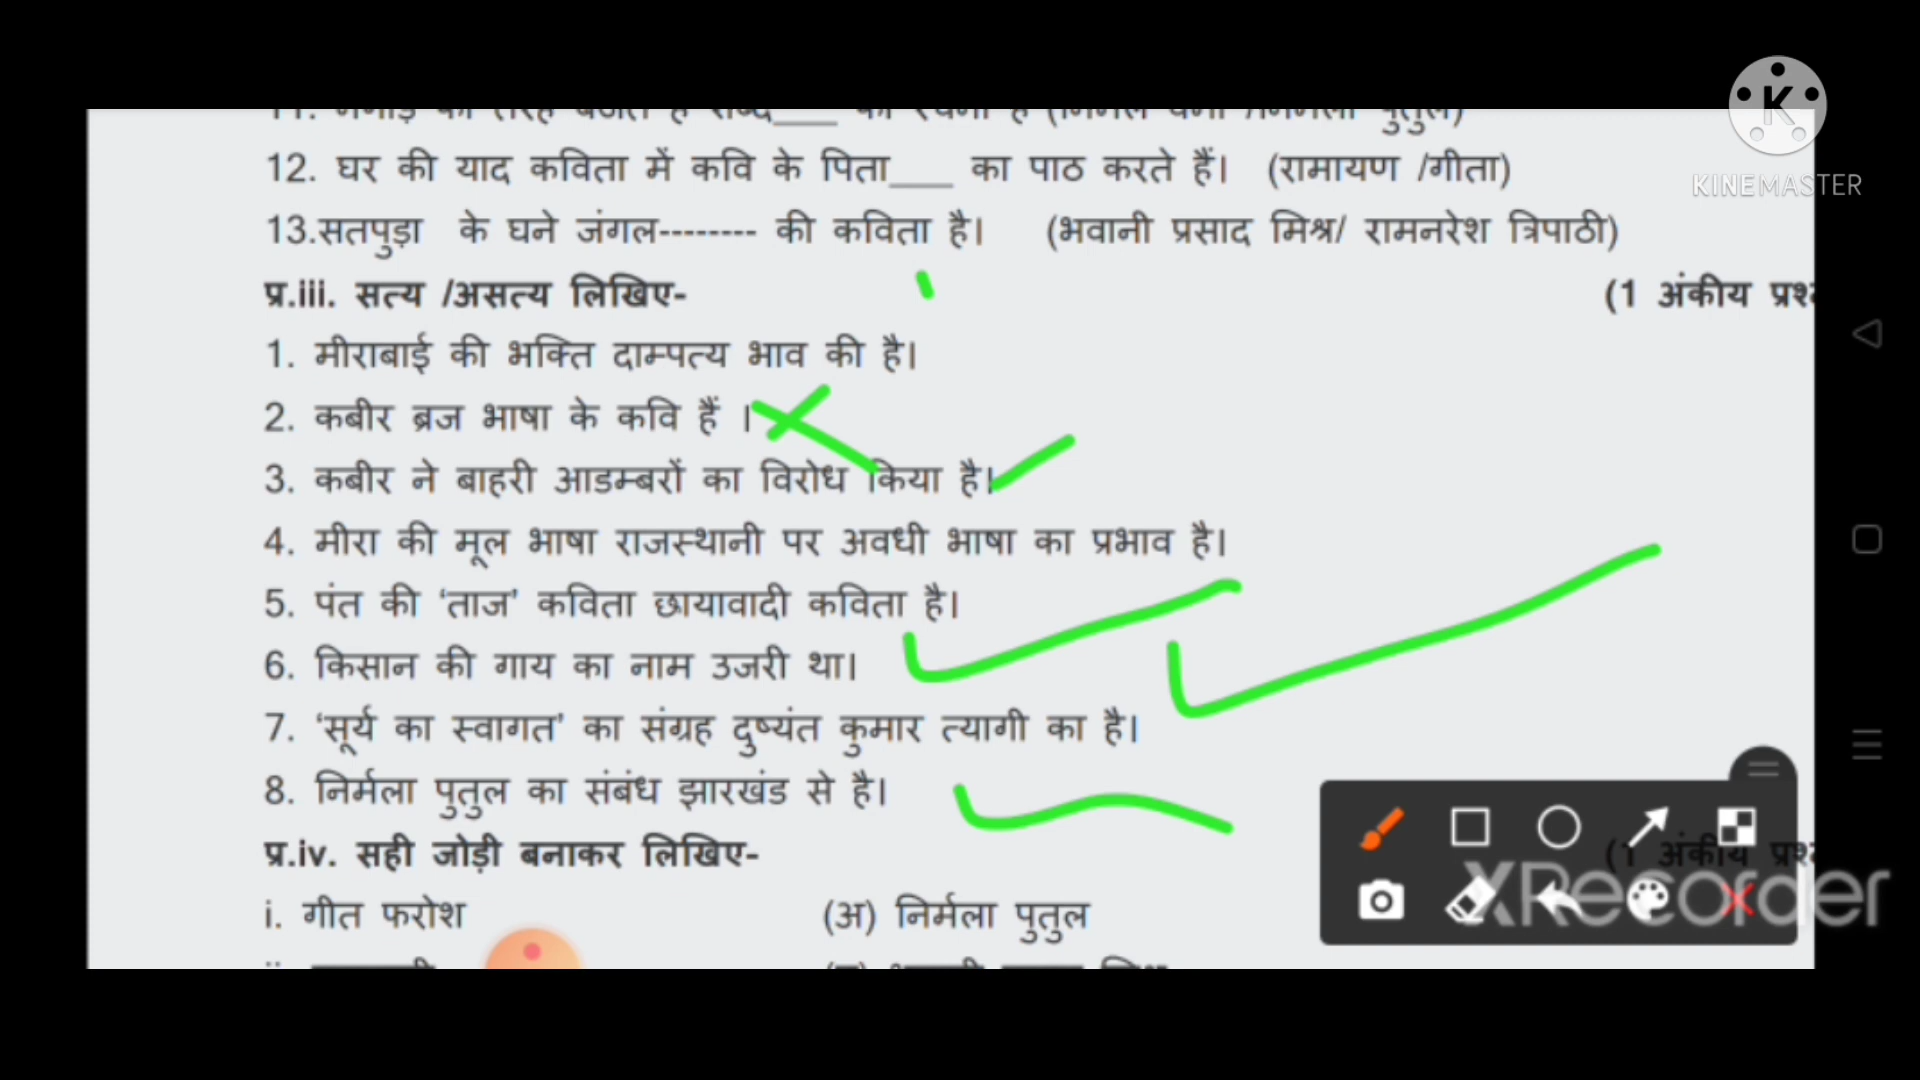 12. घर की याद कविता में कवि के पिता____ का पाठ करते हैं। (रामायण /गीता)
13.सतपुड़ा के घने जंगल-------- की कविता है। (भवानी प्रसाद मिश्र/ रामनरेश त्रिपाठी)
प्र.iii. सत्य /असत्य लिखिए- (1 अंकीय
1. मीराबाई की भक्ति दाम्पत्य भाव की है।
2. कबीर ब्रज भाषा के कवि हैं ।
3. कबीर ने बाहरी आडम्बरों का विरोध किया है।
4. मीरा की मूल भाषा राजस्थानी पर अवधी भाषा का प्रभाव है।
5. पंत की ‘ताज’ कविता छायावादी कविता है।
6. किसान की गाय का नाम उजरी था।
7. ‘सूर्य का स्वागत’ का संग्रह दुष्यंत कुमार त्यागी का है।
8. निर्मला पुतुल का संबंध झारखंड से है।
प्र.iv. सही जोड़ी बनाकर लिखिए- (1 अंकीय
i. गीत फरोश (अ) निर्मला पुतुल
K
KINEMASTER
XRecorder